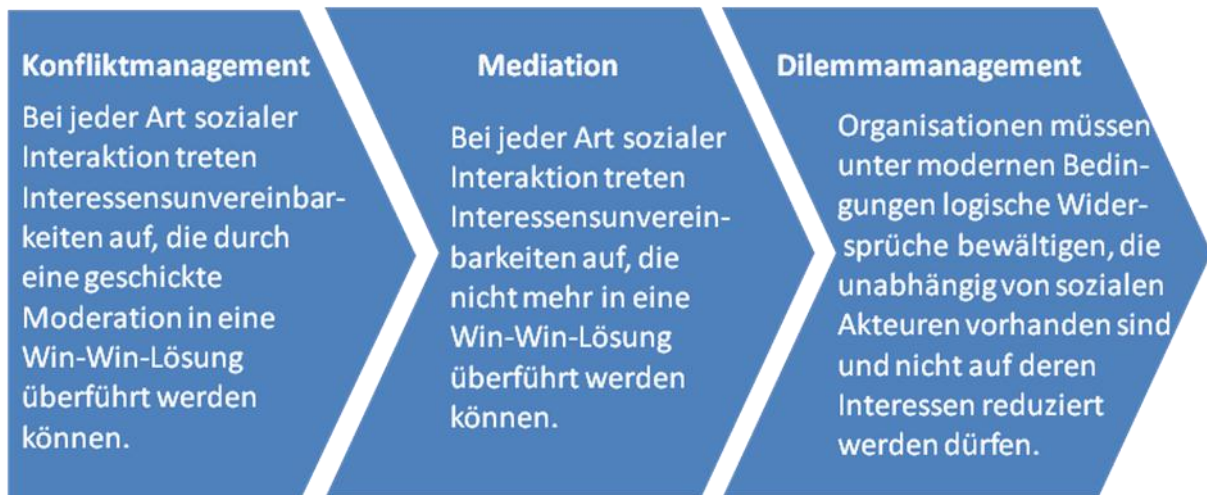 Konfliktmanagement
Bei jeder Art sozialer
Interaktion treten
Interessensunvereinbar-
keiten auf, die durch
eine geschickte
Moderation in eine
Win-Win-Lösung
überführt werden
können.
Mediation
Bei jeder Art sozialer
Interaktion treten
Interessensunverein-
barkeiten auf, die
nicht mehr in eine
Win-Win-Lösung
überführt werden
können.
Dilemmamanagement
Organisationen müssen
unter modernen Bedin-
gungen logische Wider-
sprüche bewältigen, die
unabhängig von sozialen
Akteuren vorhanden sind
und nicht auf deren
Interessen reduziert
werden dürfen.